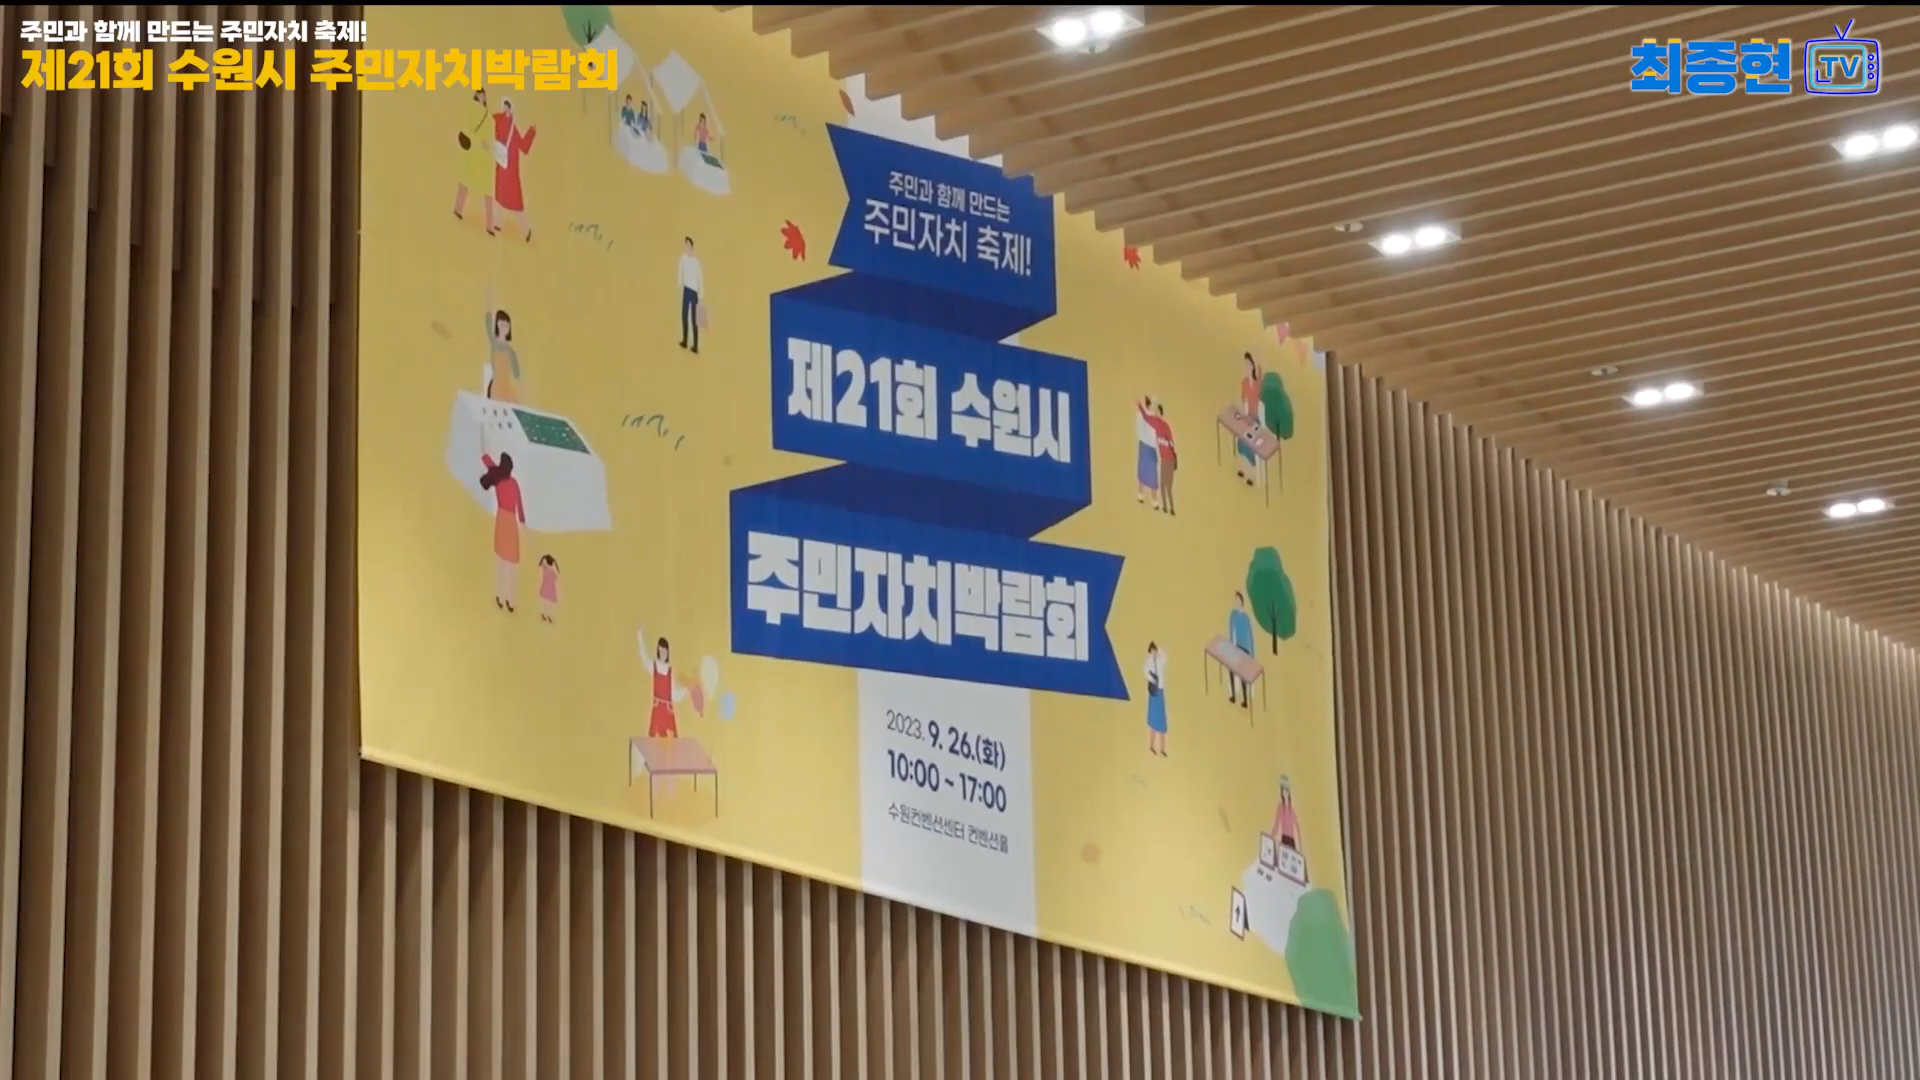 주민과 함께 만드는 주민자치 축제!
제21회 수원시 주민자치박람회
최종현 TV
주민과 함께 만드는
주민자치 축제!
제21회 수원시
주민자치박람회
2023. 9. 26.(화)
10:00 ~ 17:00
수원컨벤션센터 컨벤션홀